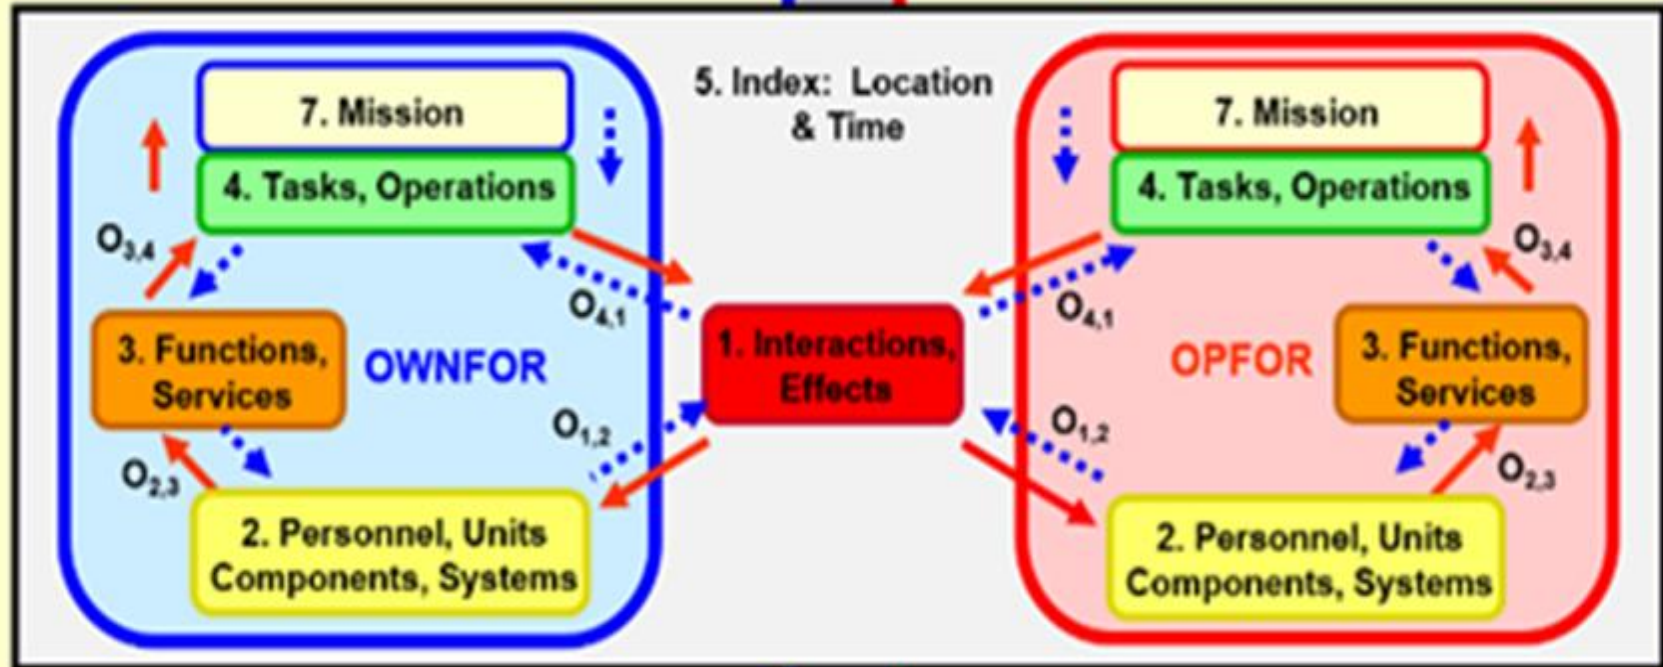 7. Mission
4. Tasks, Operations
O3,4
O4,1
3. Functions,
Services
OWNFOR
O1,2
O2,3
2. Personnel, Units
Components, Systems
5. Index: Location
& Time
1. Interactions,
Effects
7. Mission
4. Tasks, Operations
O3,4
O4,1
OPFOR
3. Functions,
Services
O1,2
O2,3
2. Personnel, Units
Components, Systems